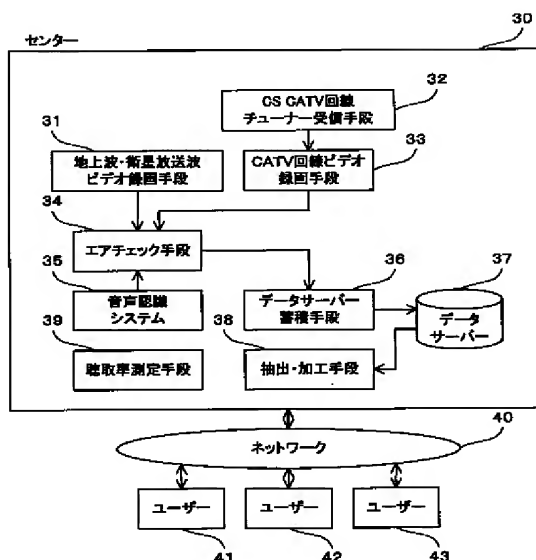 30
センター
32
CS CATV回線
チューナー受信手段
31
33
地上波・衛星放送波
ビデオ録画手段
CATV回線ビデオ
録画手段
34
エアチェック手段
35
36
37
音声認識
システム
データサーバー
蓄積手段
データ
サーバー
39
38
聴取率測定手段
抽出・加工手段
40
ネットワーク
ユーザー
ユーザー
ユーザー
41
42
43